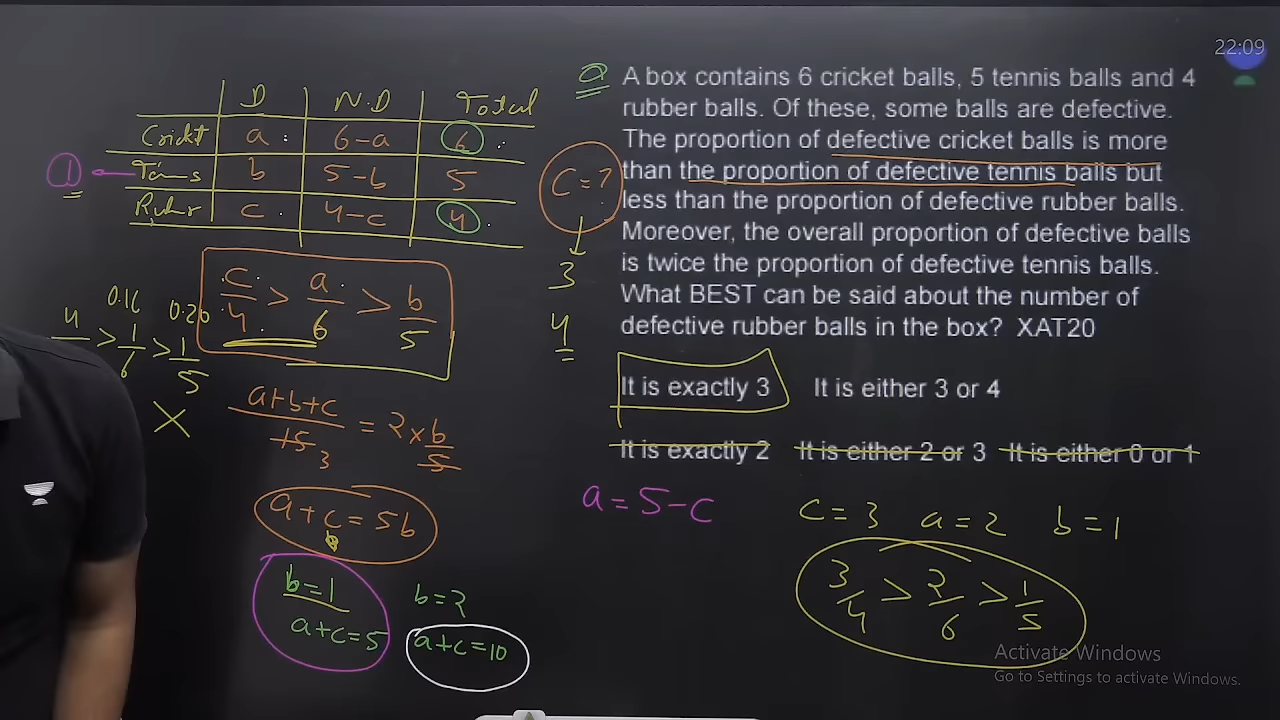 22:09
Q A box contains 6 cricket balls, 5 tennis balls and 4
rubber balls. Of these, some balls are defective.
The proportion of defective cricket balls is more
than the proportion of defective tennis balls but
less than the proportion of defective rubber balls.
Moreover, the overall proportion of defective balls
is twice the proportion of defective tennis balls.
What BEST can be said about the number of
defective rubber balls in the box? XAT20
It is exactly 3 It is either 3 or 4
It is exactly 2 It is either 2 or 3 It is either 0 or 1
D N.D Total
a 6-a 6
1 b 5-b 5
c 4-c 4
C = ?
3
4
c/4 > a/6 > b/5
0.16 0.20
4 > 1/6 > 1/5
X
a+b+c/15 3 = 2 × b/5
a + c = 5b
b
b=1
a+c=5
b=2
a+c=10
a = 5-c
c=3 a=2 b=1
3/4 > 2/6 > 1/5
Activate Windows
Go to Settings to activate Windows.